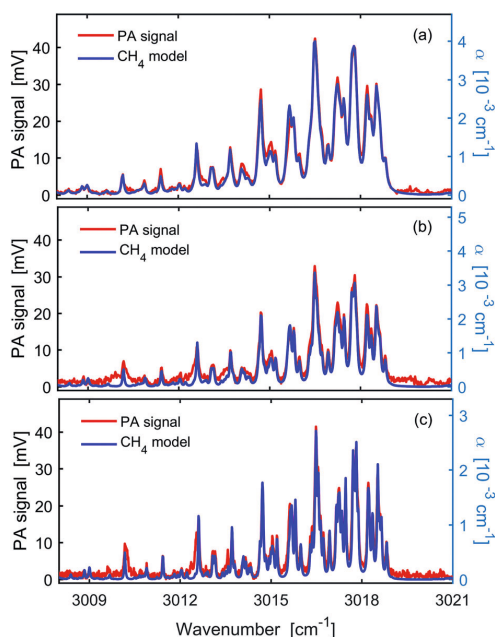 (a)
PA signal
CH4 model
PA signal [mV]
40
30
20
10
0
4
3
2
1
0
α [10 -3 cm-1]
(b)
PA signal
CH4 model
PA signal [mV]
40
20
0
5
4
3
2
1
0
α [10 -3 cm-1]
(c)
PA signal
CH4 model
PA signal [mV]
40
30
20
10
0
3
2
1
0
α [10 -3 cm-1]
3009 3012 3015 3018 3021
Wavenumber [cm-1]